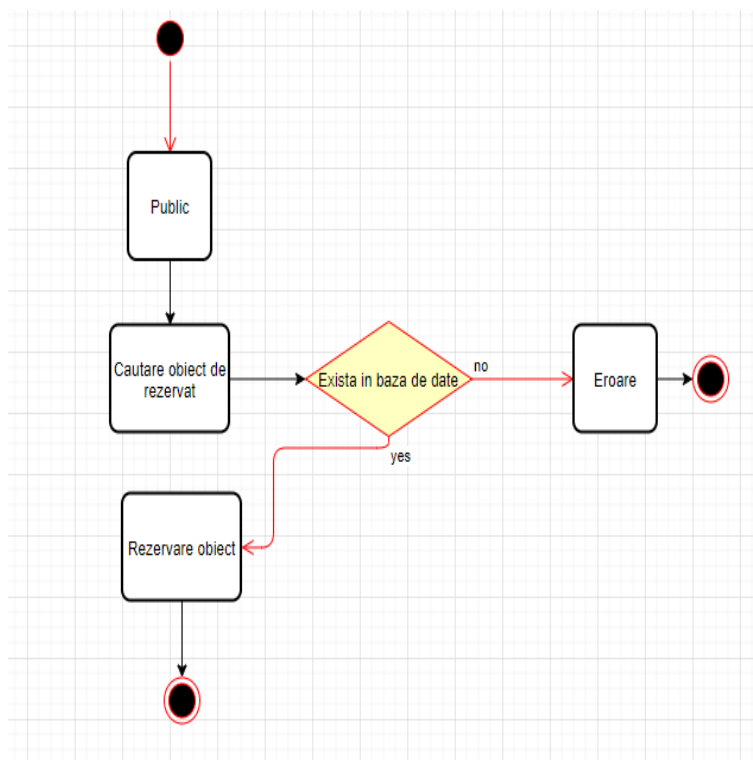 Public
Cautare obiect de
rezervat
Exista in baza de date
no
Eroare
yes
Rezervare obiect